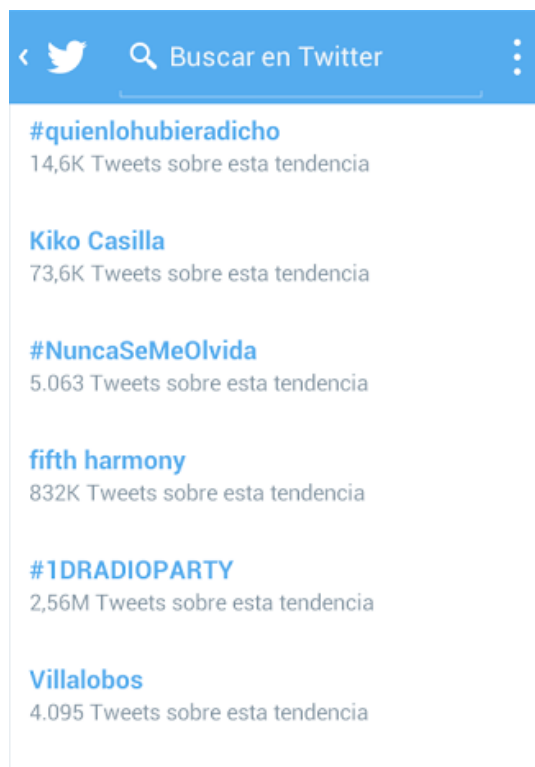 Buscar en Twitter
#quienlohubieradicho
14,6K Tweets sobre esta tendencia
Kiko Casilla
73,6K Tweets sobre esta tendencia
#NuncaSeMeOlvida
5.063 Tweets sobre esta tendencia
fifth harmony
832K Tweets sobre esta tendencia
#1DRADIOPARTY
2,56M Tweets sobre esta tendencia
Villalobos
4.095 Tweets sobre esta tendencia